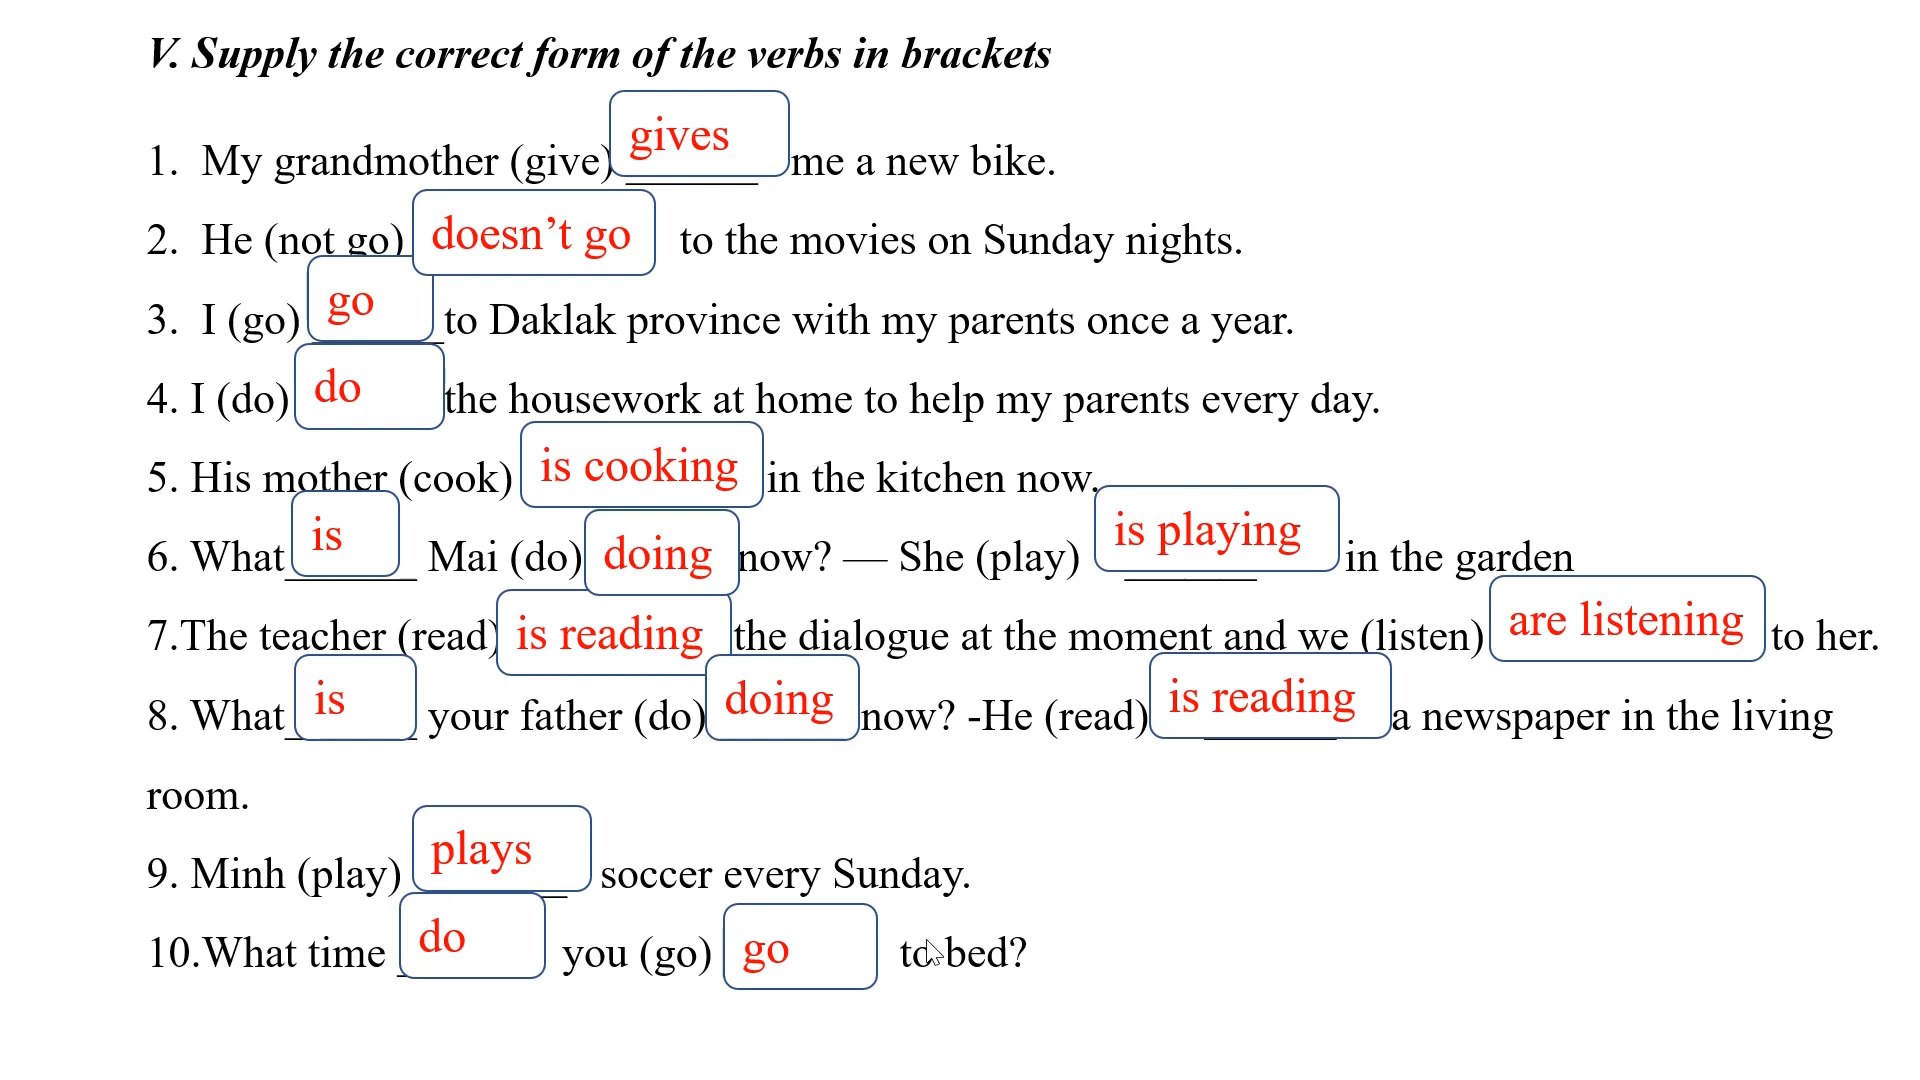 V. Supply the correct form of the verbs in brackets
1. My grandmother (give) gives me a new bike.
2. He (not go) doesn’t go to the movies on Sunday nights.
3. I (go) go to Daklak province with my parents once a year.
4. I (do) do the housework at home to help my parents every day.
5. His mother (cook) is cooking in the kitchen now.
6. What is Mai (do) doing now? — She (play) is playing in the garden
7.The teacher (read) is reading the dialogue at the moment and we (listen) are listening to her.
8. What is your father (do) doing now? -He (read) is reading a newspaper in the living
room.
9. Minh (play) plays soccer every Sunday.
10.What time do you (go) go to bed?